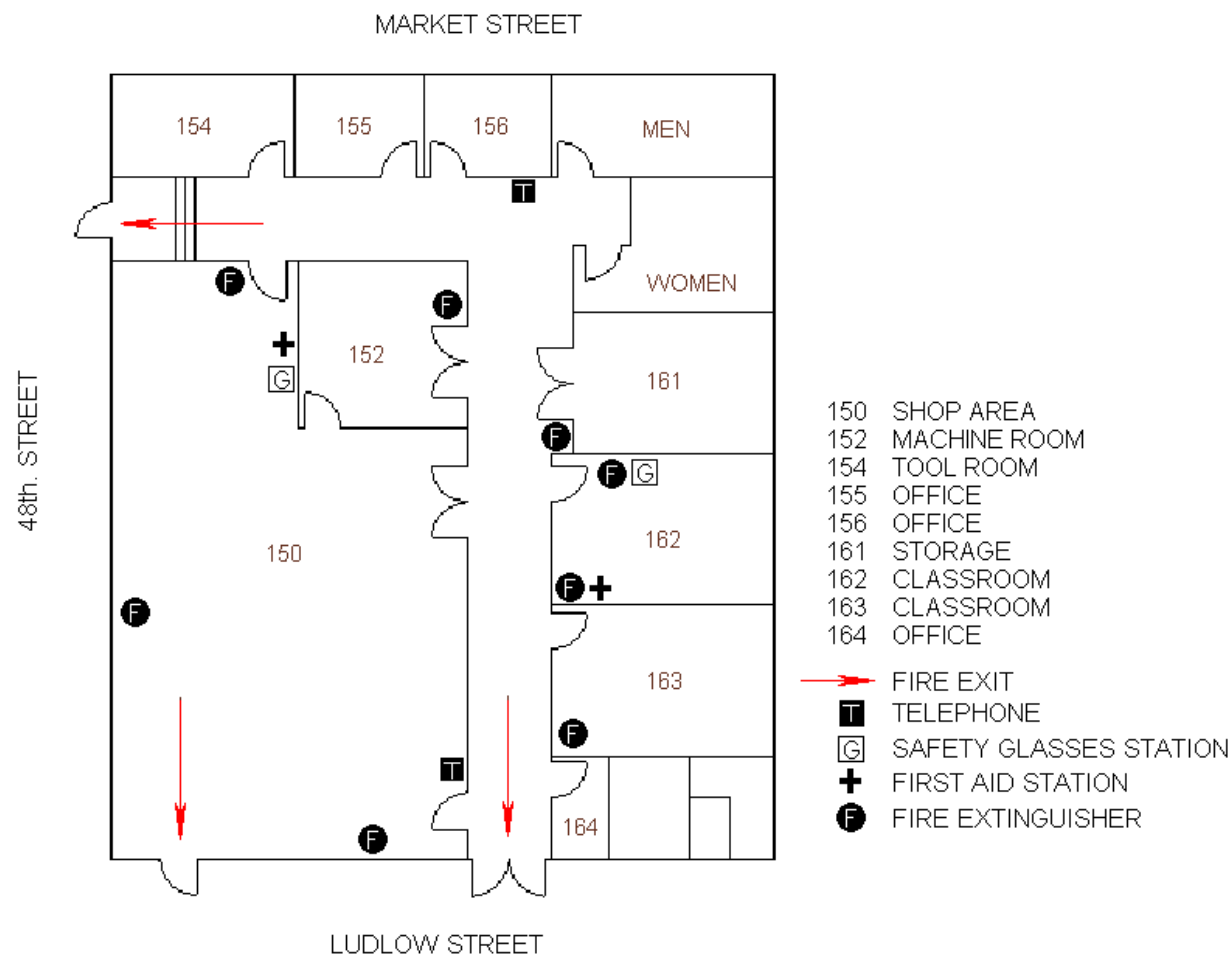 MARKET STREET
154 155 156 MEN
T
WOMEN
F
F
152
G
161
F
F G
150
162
F
F
163
F
T
F
164
48th. STREET
LUDLOW STREET
150 SHOP AREA
152 MACHINE ROOM
154 TOOL ROOM
155 OFFICE
156 OFFICE
161 STORAGE
162 CLASSROOM
163 CLASSROOM
164 OFFICE
FIRE EXIT
T TELEPHONE
G SAFETY GLASSES STATION
FIRST AID STATION
F FIRE EXTINGUISHER